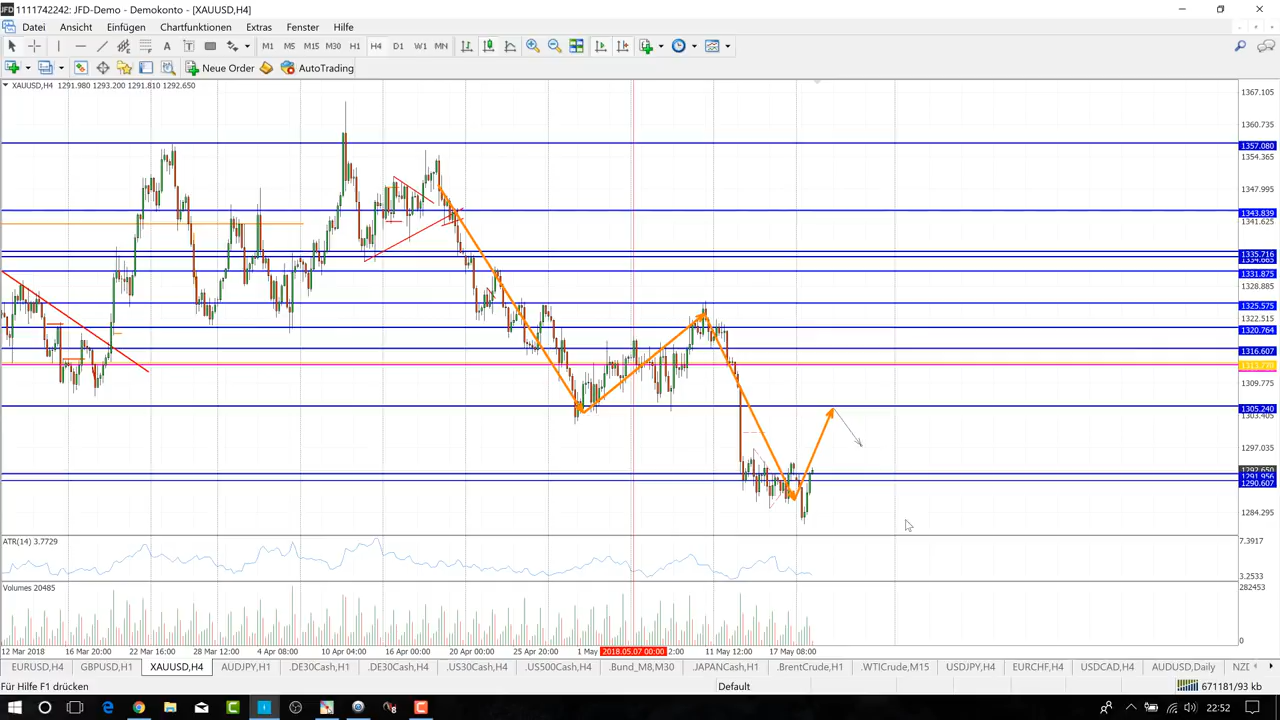 1111742242: JFD-Demo - Demokonto - [XAUUSD,H4]
Datei Ansicht Einfügen Chartfunktionen Extras Fenster Hilfe
M1 M5 M15 M30 H1 H4 D1 W1 MN
Neue Order AutoTrading
XAUUSD,H4 1291.980 1293.200 1291.810 1292.650
1367.105
1360.735
1357.080
1354.365
1347.995
1343.839
1341.625
1335.716
1331.875
1328.885
1325.575
1322.515
1320.764
1316.607
1309.775
1305.240
1303.405
1297.035
1292.650
1291.956
1290.607
1284.295
ATR(14) 3.7729
7.3917
3.2533
Volumes 20485
282453
0
12 Mar 2018 16 Mar 20:00 22 Mar 16:00 28 Mar 12:00 4 Apr 08:00 10 Apr 04:00 16 Apr 00:00 20 Apr 00:00 25 Apr 20:00 1 May 2018.05.07 00:00 2:00 11 May 12:00 17 May 08:00
EURUSD,H4 GBPUSD,H1 XAUUSD,H4 AUDJPY,H1 .DE30Cash,H1 .DE30Cash,H4 .US30Cash,H4 .US500Cash,H4 .Bund_M8,M30 .JAPANCash,H1 .BrentCrude,H1 .WTICrude,M15 USDJPY,H4 EURCHF,H4 USDCAD,H4 AUDUSD,Daily NZD
Für Hilfe F1 drücken Default 671181/93 kb
22:52